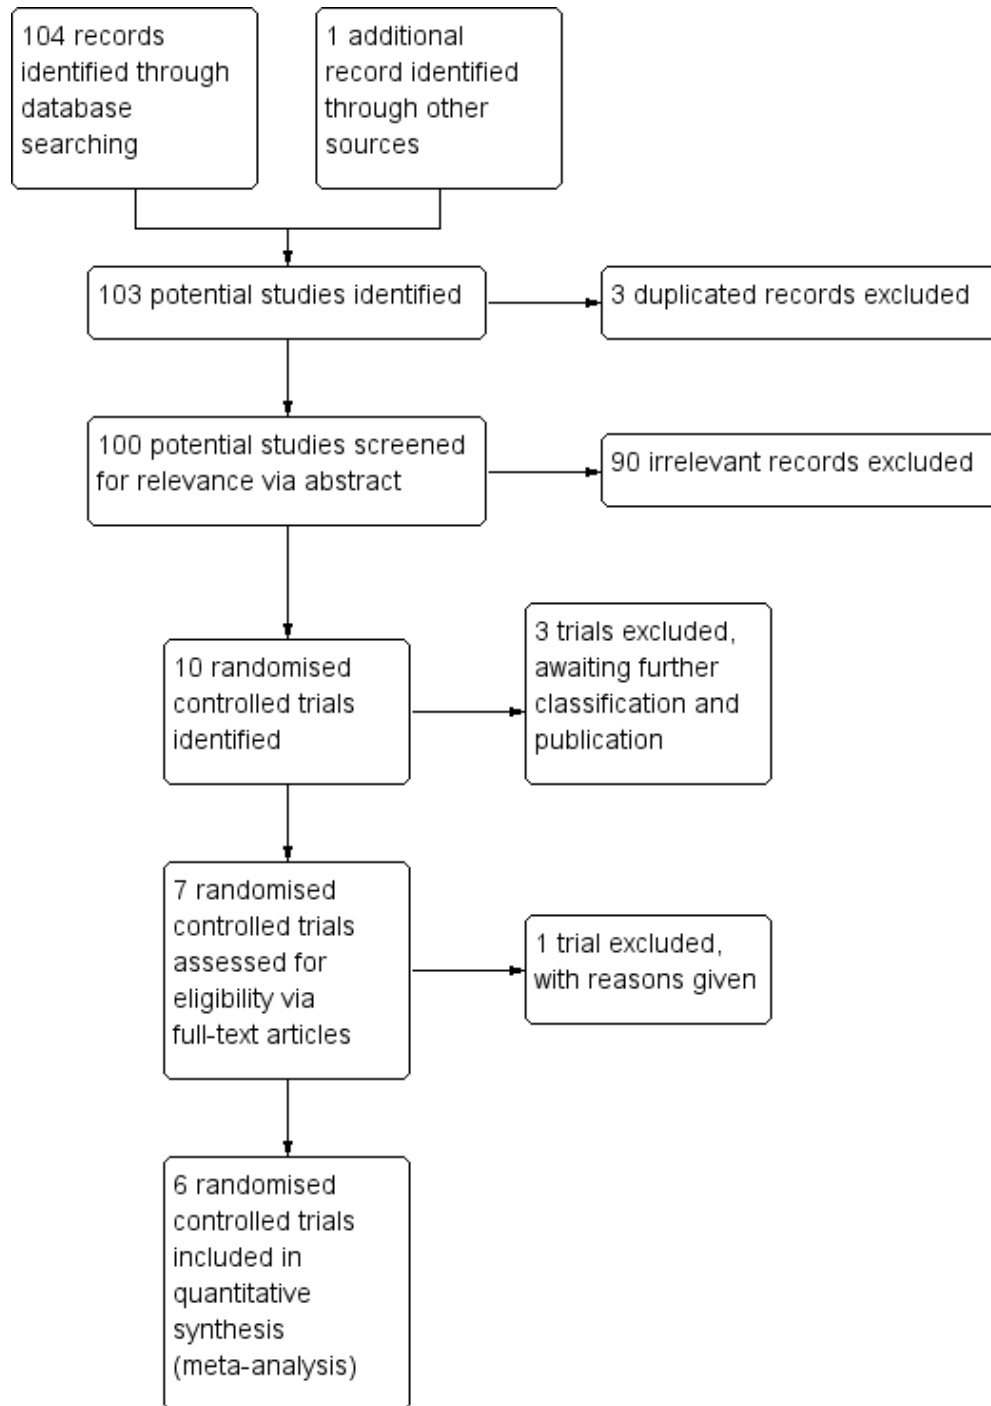 104 records
identified through
database
searching
1 additional
record identified
through other
sources
103 potential studies identified
3 duplicated records excluded
100 potential studies screened
for relevance via abstract
90 irrelevant records excluded
10 randomised
controlled trials
identified
3 trials excluded,
awaiting further
classification and
publication
7 randomised
controlled trials
assessed for
eligibility via
full-text articles
1 trial excluded,
with reasons given
6 randomised
controlled trials
included in
quantitative
synthesis
(meta-analysis)